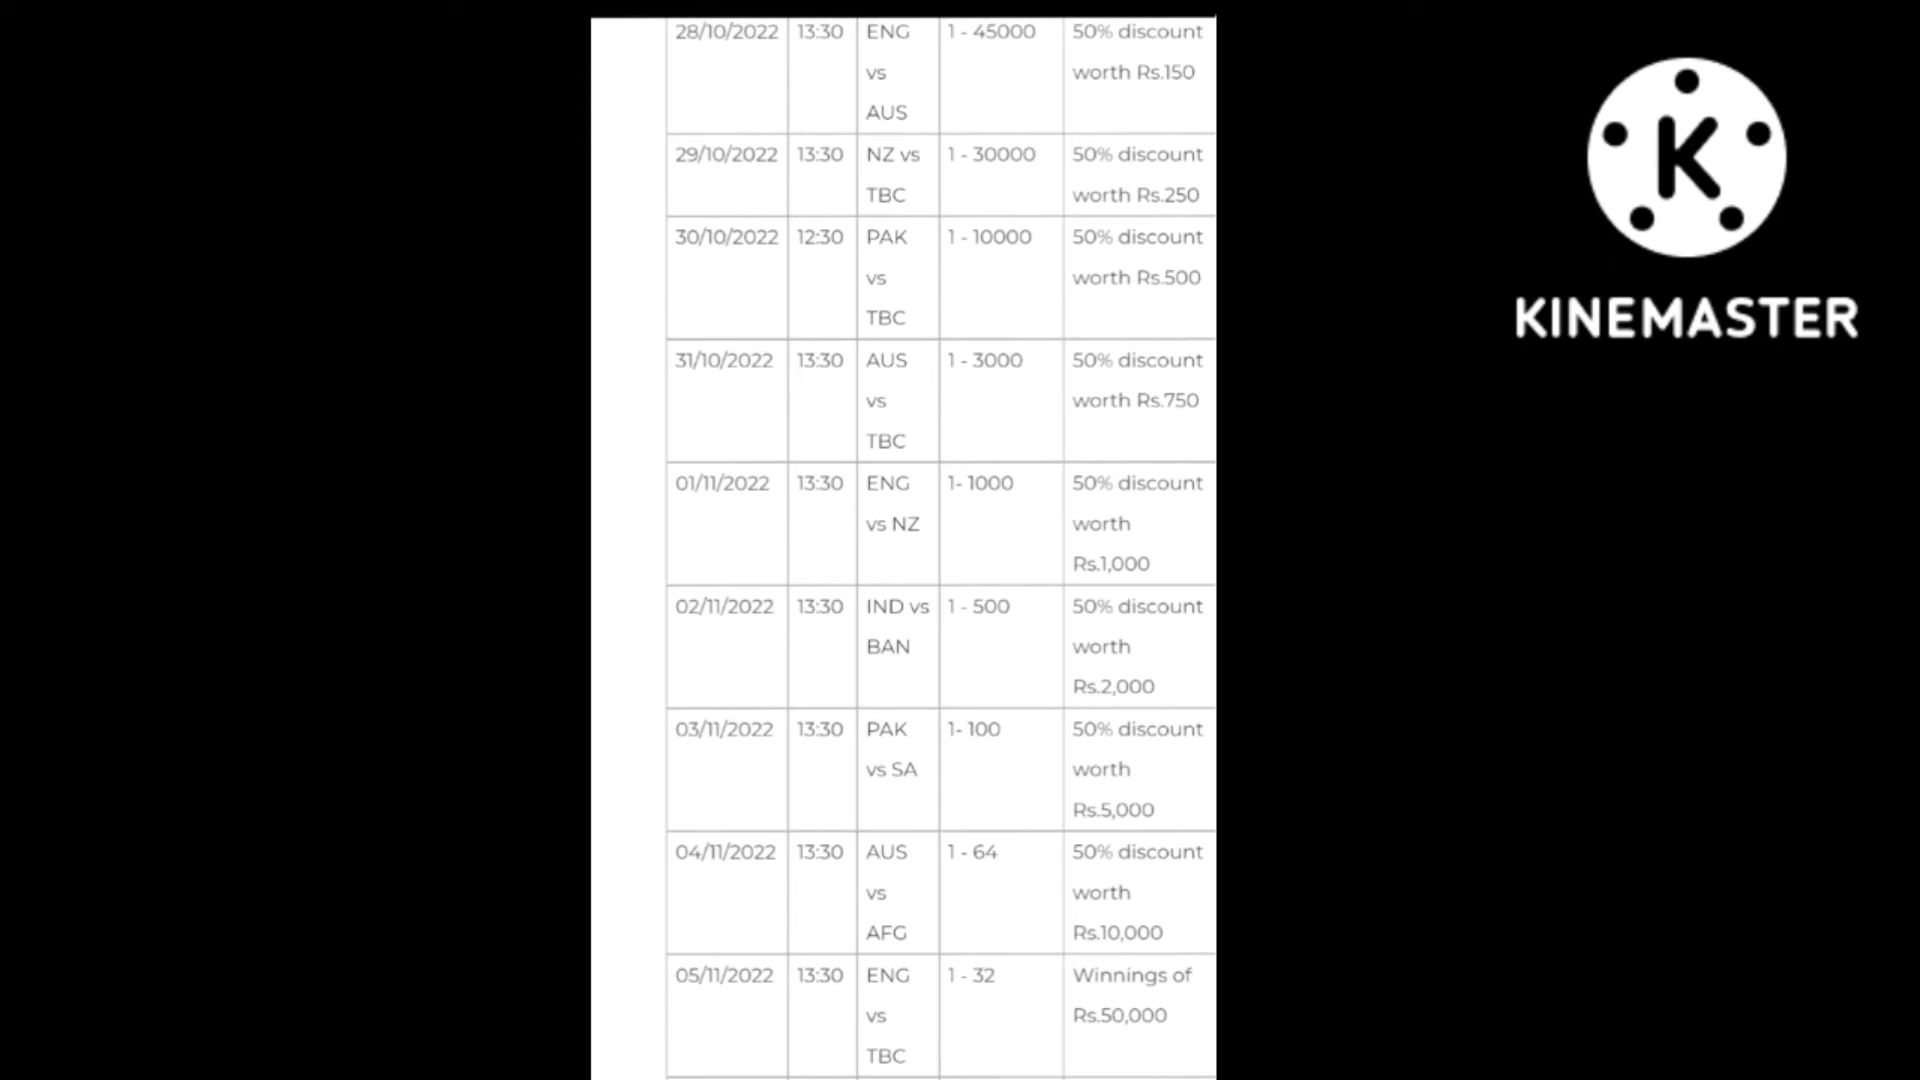 28/10/2022 13:30 ENG 1 - 45000 50% discount
vs worth Rs.150
AUS
29/10/2022 13:30 NZ vs 1 - 30000 50% discount
TBC worth Rs.250
30/10/2022 12:30 PAK 1 - 10000 50% discount
vs worth Rs.500
TBC
31/10/2022 13:30 AUS 1 - 3000 50% discount
vs worth Rs.750
TBC
01/11/2022 13:30 ENG 1- 1000 50% discount
vs NZ worth
Rs.1,000
02/11/2022 13:30 IND vs 1 - 500 50% discount
BAN worth
Rs.2,000
03/11/2022 13:30 PAK 1- 100 50% discount
vs SA worth
Rs.5,000
04/11/2022 13:30 AUS 1 - 64 50% discount
vs worth
AFG Rs.10,000
05/11/2022 13:30 ENG 1 - 32 Winnings of
vs Rs.50,000
TBC
K
KINEMASTER